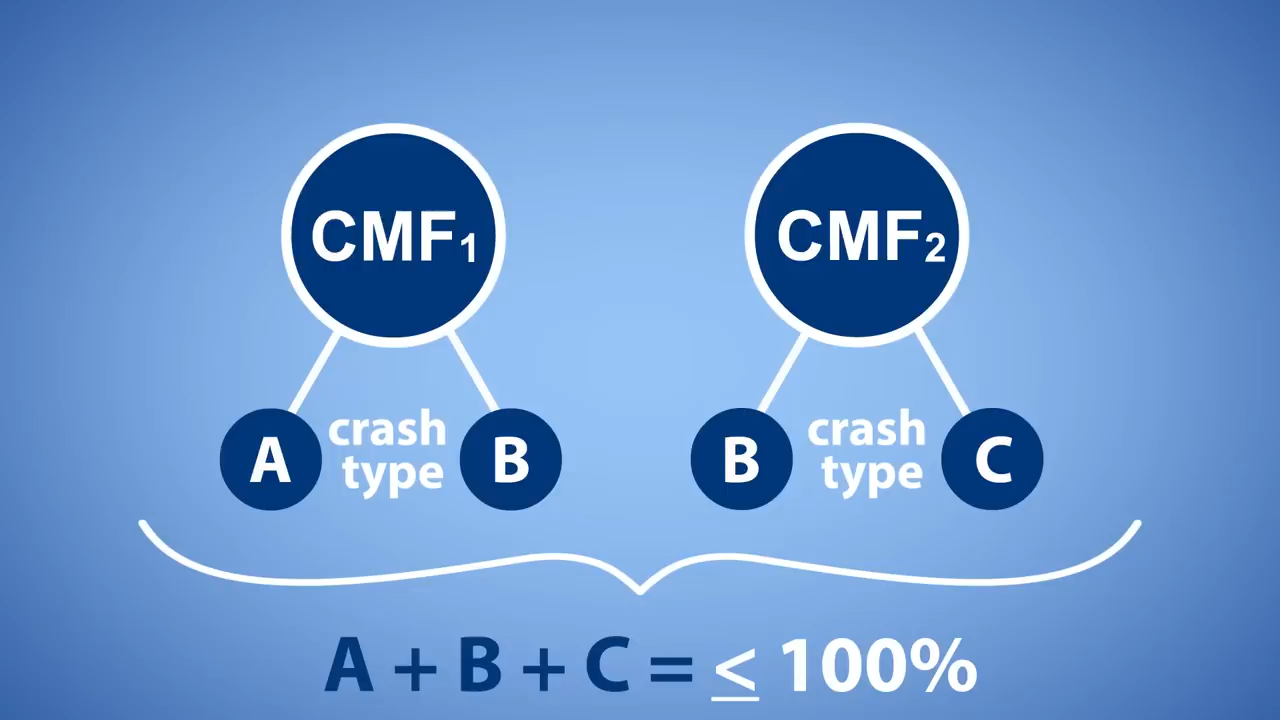 CMF1
CMF2
A
crash
type
B
B
crash
type
C
A + B + C = ≤ 100%